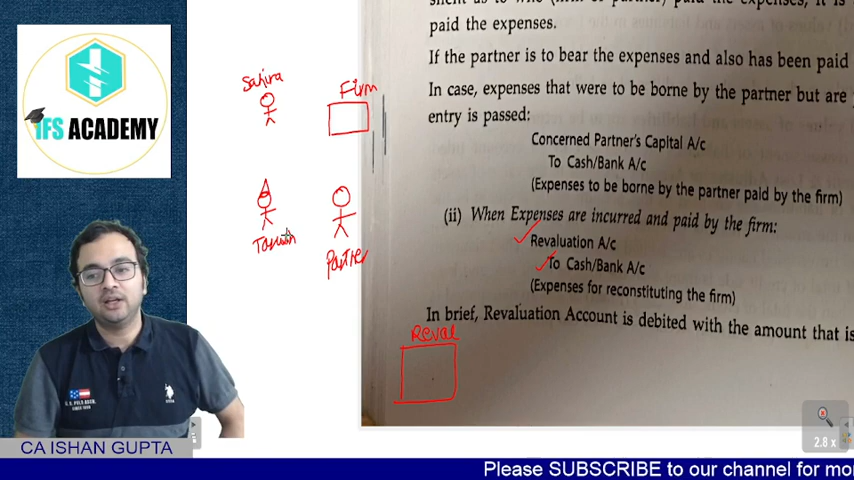 IFS ACADEMY
Sakira
Firm
Partner
Reval
paid the expenses.
If the partner is to bear the expenses and also has been paid
In case, expenses that were to be borne by the partner but are
entry is passed:
Concerned Partner's Capital A/c
To Cash/Bank A/c
(Expenses to be borne by the partner paid by the firm)
(ii) When Expenses are incurred and paid by the firm:
Revaluation A/c
To Cash/Bank A/c
(Expenses for reconstituting the firm)
In brief, Revaluation Account is debited with the amount that is
2.8 x
CA ISHAN GUPTA
Please SUBSCRIBE to our channel for mor